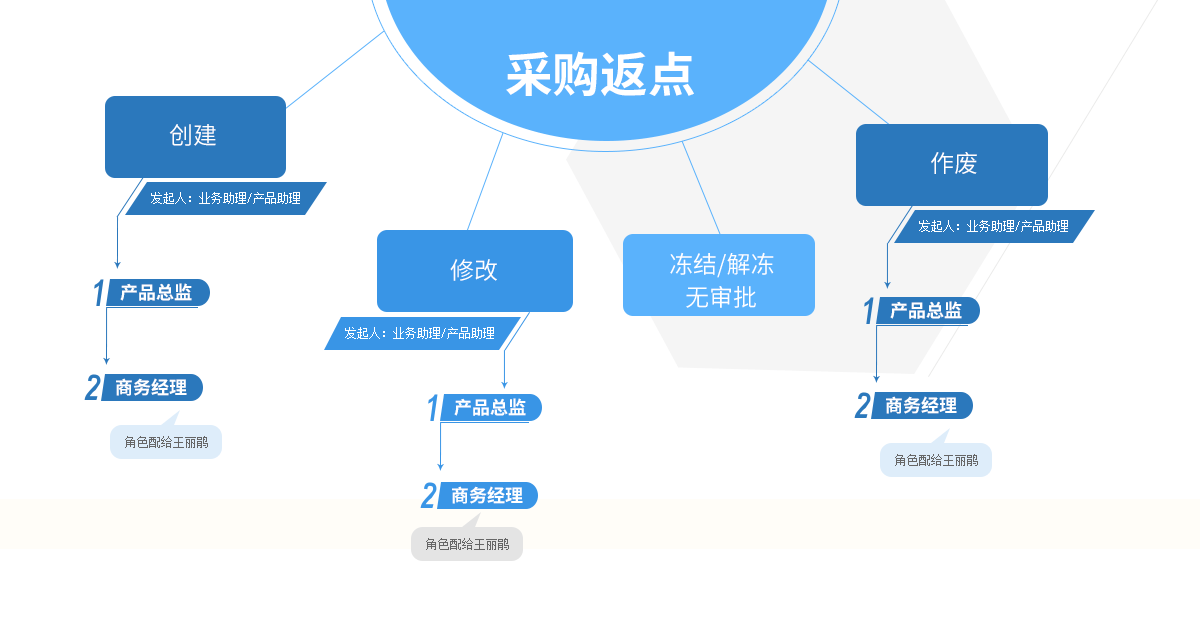 采购返点
创建
发起人：业务助理/产品助理
1 产品总监
2 商务经理
角色配给王丽鹃
修改
发起人：业务助理/产品助理
1 产品总监
2 商务经理
角色配给王丽鹃
冻结/解冻
无审批
作废
发起人：业务助理/产品助理
1 产品总监
2 商务经理
角色配给王丽鹃